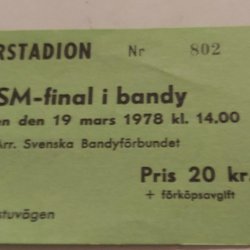 RSTADION Nr 802
SM-final i bandy
en den 19 mars 1978 kl. 14.00
Arr. Svenska Bandyförbundet
Pris 20 kr
+ förköpsavgift
stuvägen